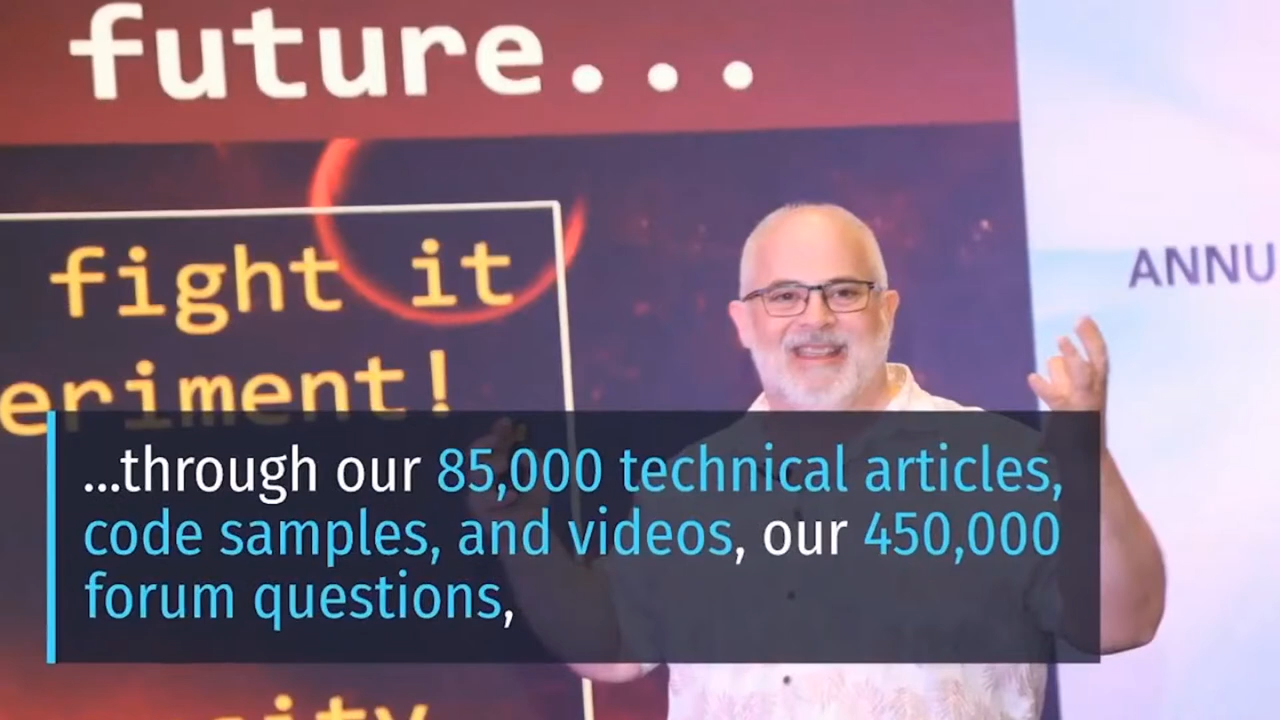 future...
fight it
eriment!
ANNU
...through our 85,000 technical articles,
code samples, and videos, our 450,000
forum questions,